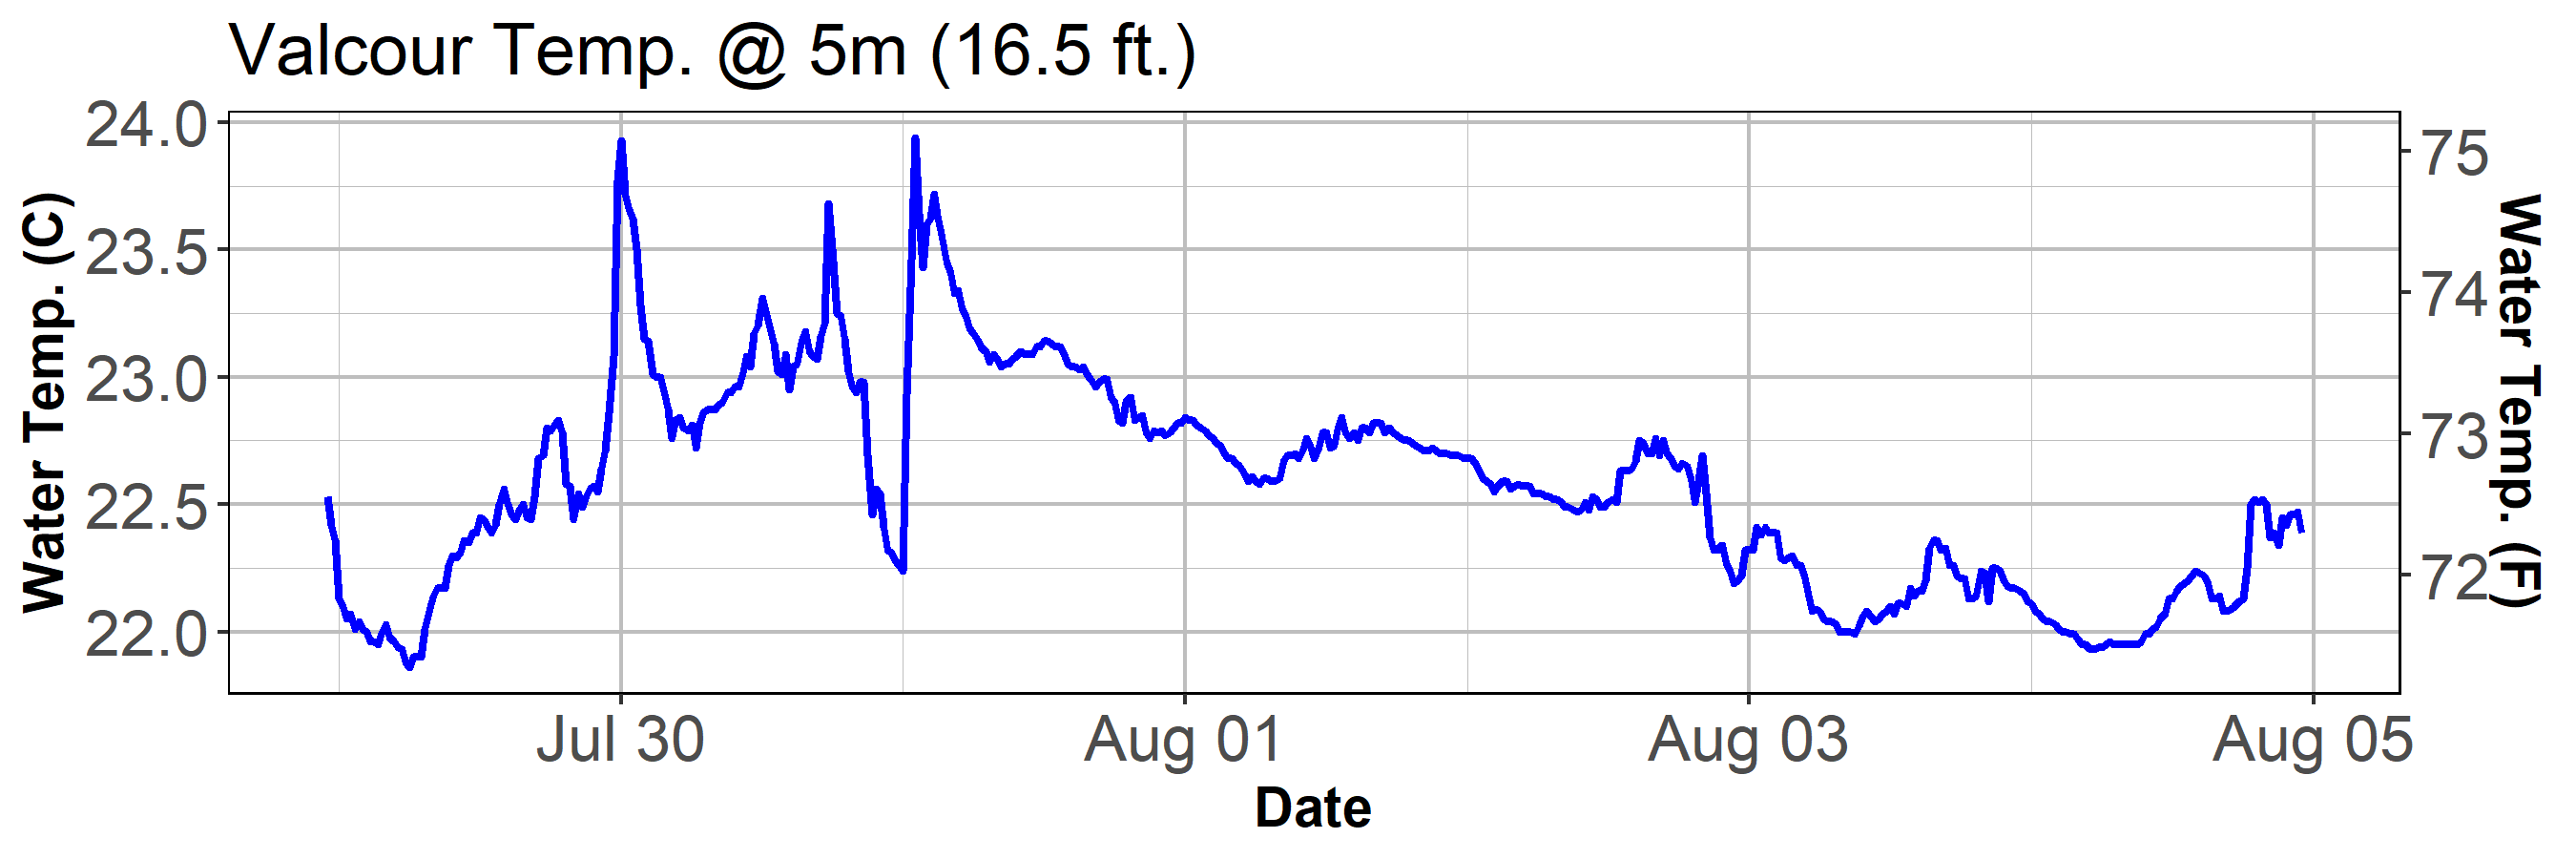 Valcour Temp. @ 5m (16.5 ft.)
Water Temp. (C)
24.0
23.5
23.0
22.5
22.0
75
74
73
72
Water Temp. (F)
Jul 30 Aug 01 Aug 03 Aug 05
Date